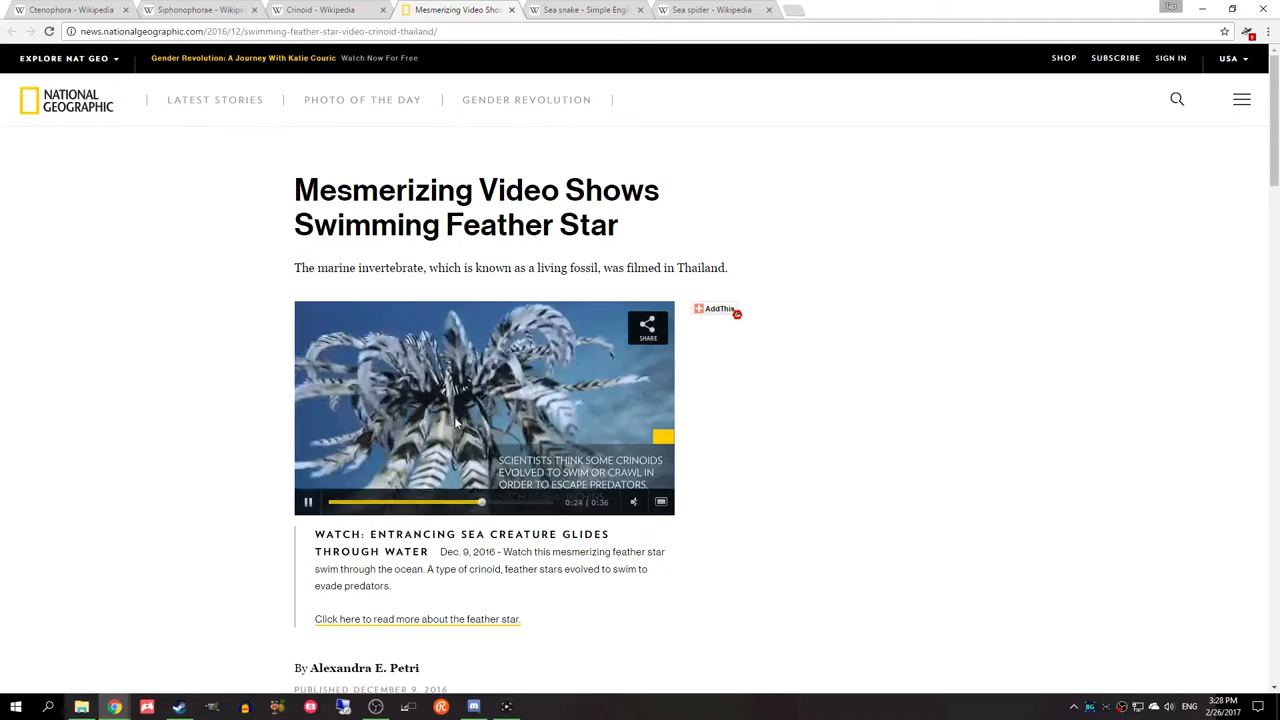 Ctenophora - Wikipedia
Siphonophorae - Wikipe
Crinoid - Wikipedia
Mesmerizing Video Show
Sea snake - Simple Engl
Sea spider - Wikipedia
news.nationalgeographic.com/2016/12/swimming-feather-star-video-crinoid-thailand/
EXPLORE NAT GEO
Gender Revolution: A Journey With Katie Couric Watch Now For Free
SHOP SUBSCRIBE SIGN IN USA
NATIONAL
GEOGRAPHIC
LATEST STORIES PHOTO OF THE DAY GENDER REVOLUTION
Mesmerizing Video Shows
Swimming Feather Star
The marine invertebrate, which is known as a living fossil, was filmed in Thailand.
AddThis
SHARE
SCIENTISTS THINK SOME CRINOIDS
EVOLVED TO SWIM OR CRAWL IN
ORDER TO ESCAPE PREDATORS,
0:24 / 0:36
WATCH: ENTRANCING SEA CREATURE GLIDES
THROUGH WATER Dec. 9, 2016 - Watch this mesmerizing feather star
swim through the ocean. A type of crinoid, feather stars evolved to swim to
evade predators.
Click here to read more about the feather star.
By Alexandra E. Petri
PUBLISHED DECEMBER 9, 2016
ENG
3:28 PM
2/26/2017